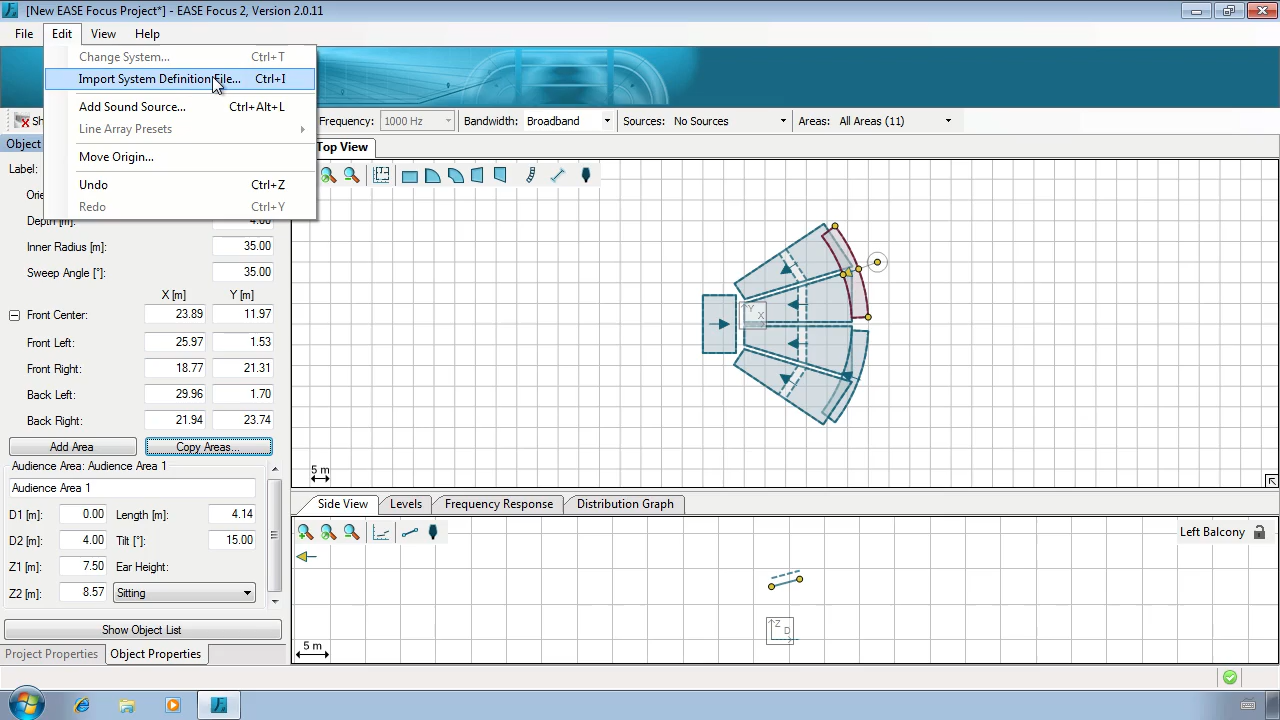 [New EASE Focus Project*] - EASE Focus 2, Version 2.0.11
File Edit View Help
Change System... Ctrl+T
Import System Definition File... Ctrl+I
Add Sound Source... Ctrl+Alt+L
Line Array Presets
Move Origin...
Undo Ctrl+Z
Redo Ctrl+Y
Sh Frequency: 1000 Hz Bandwidth: Broadband Sources: No Sources Areas: All Areas (11)
Object Top View
Label:
Orie
Depth [m]: 4.00
Inner Radius [m]: 35.00
Sweep Angle [°]: 35.00
X [m] Y [m]
Front Center: 23.89 11.97
Front Left: 25.97 1.53
Front Right: 18.77 21.31
Back Left: 29.96 1.70
Back Right: 21.94 23.74
Add Area Copy Areas...
Audience Area: Audience Area 1
Audience Area 1
D1 [m]: 0.00 Length [m]: 4.14
D2 [m]: 4.00 Tilt [°]: 15.00
Z1 [m]: 7.50 Ear Height:
Z2 [m]: 8.57 Sitting
Show Object List
Project Properties Object Properties
Y X
5 m
Side View Levels Frequency Response Distribution Graph
Left Balcony
Z D
5 m